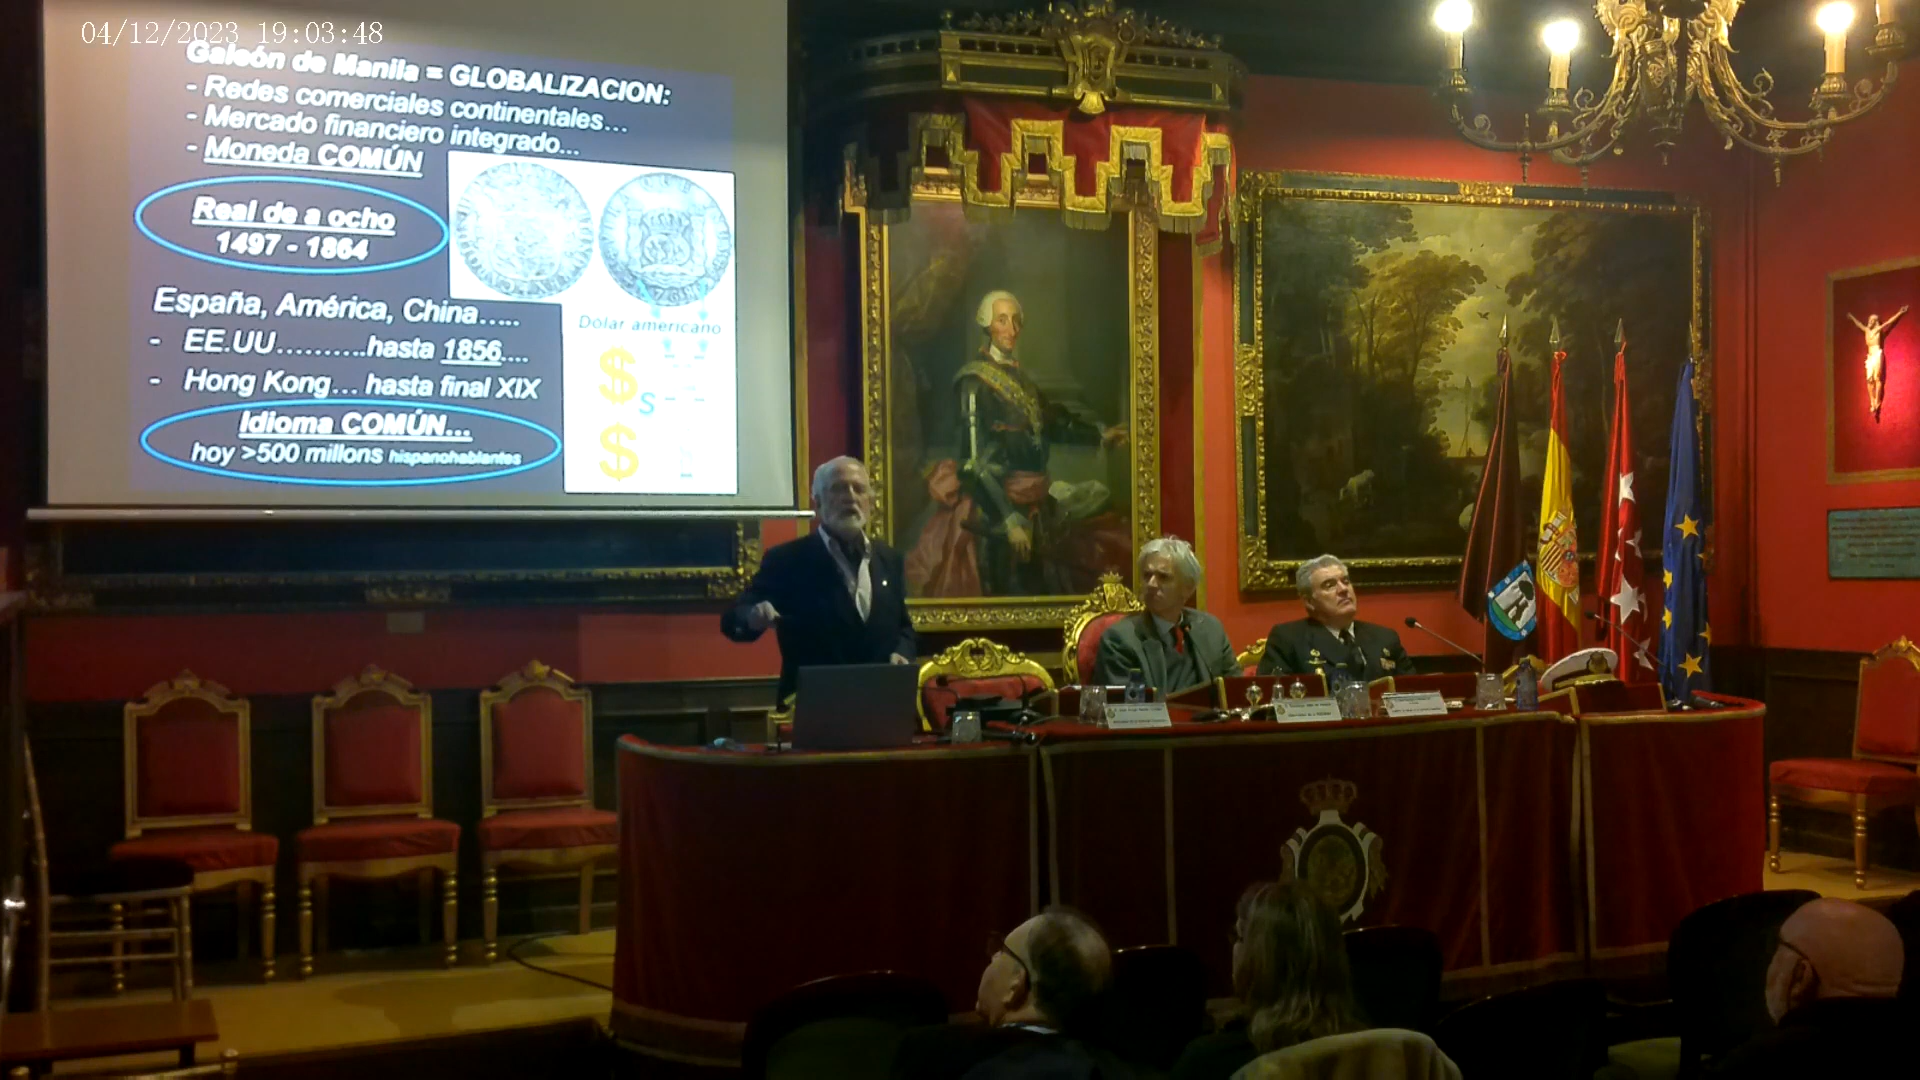 04/12/2023 19:03:48
Galeón de Manila = GLOBALIZACION:
- Redes comerciales continentales...
- Mercado financiero integrado...
- Moneda COMÚN
Real de a ocho
1497 - 1864
España, América, China.....
- EE.UU..........hasta 1856....
- Hong Kong... hasta final XIX
Idioma COMÚN...
hoy >500 millons hispanohablantes
Dólar americano
$
S
$